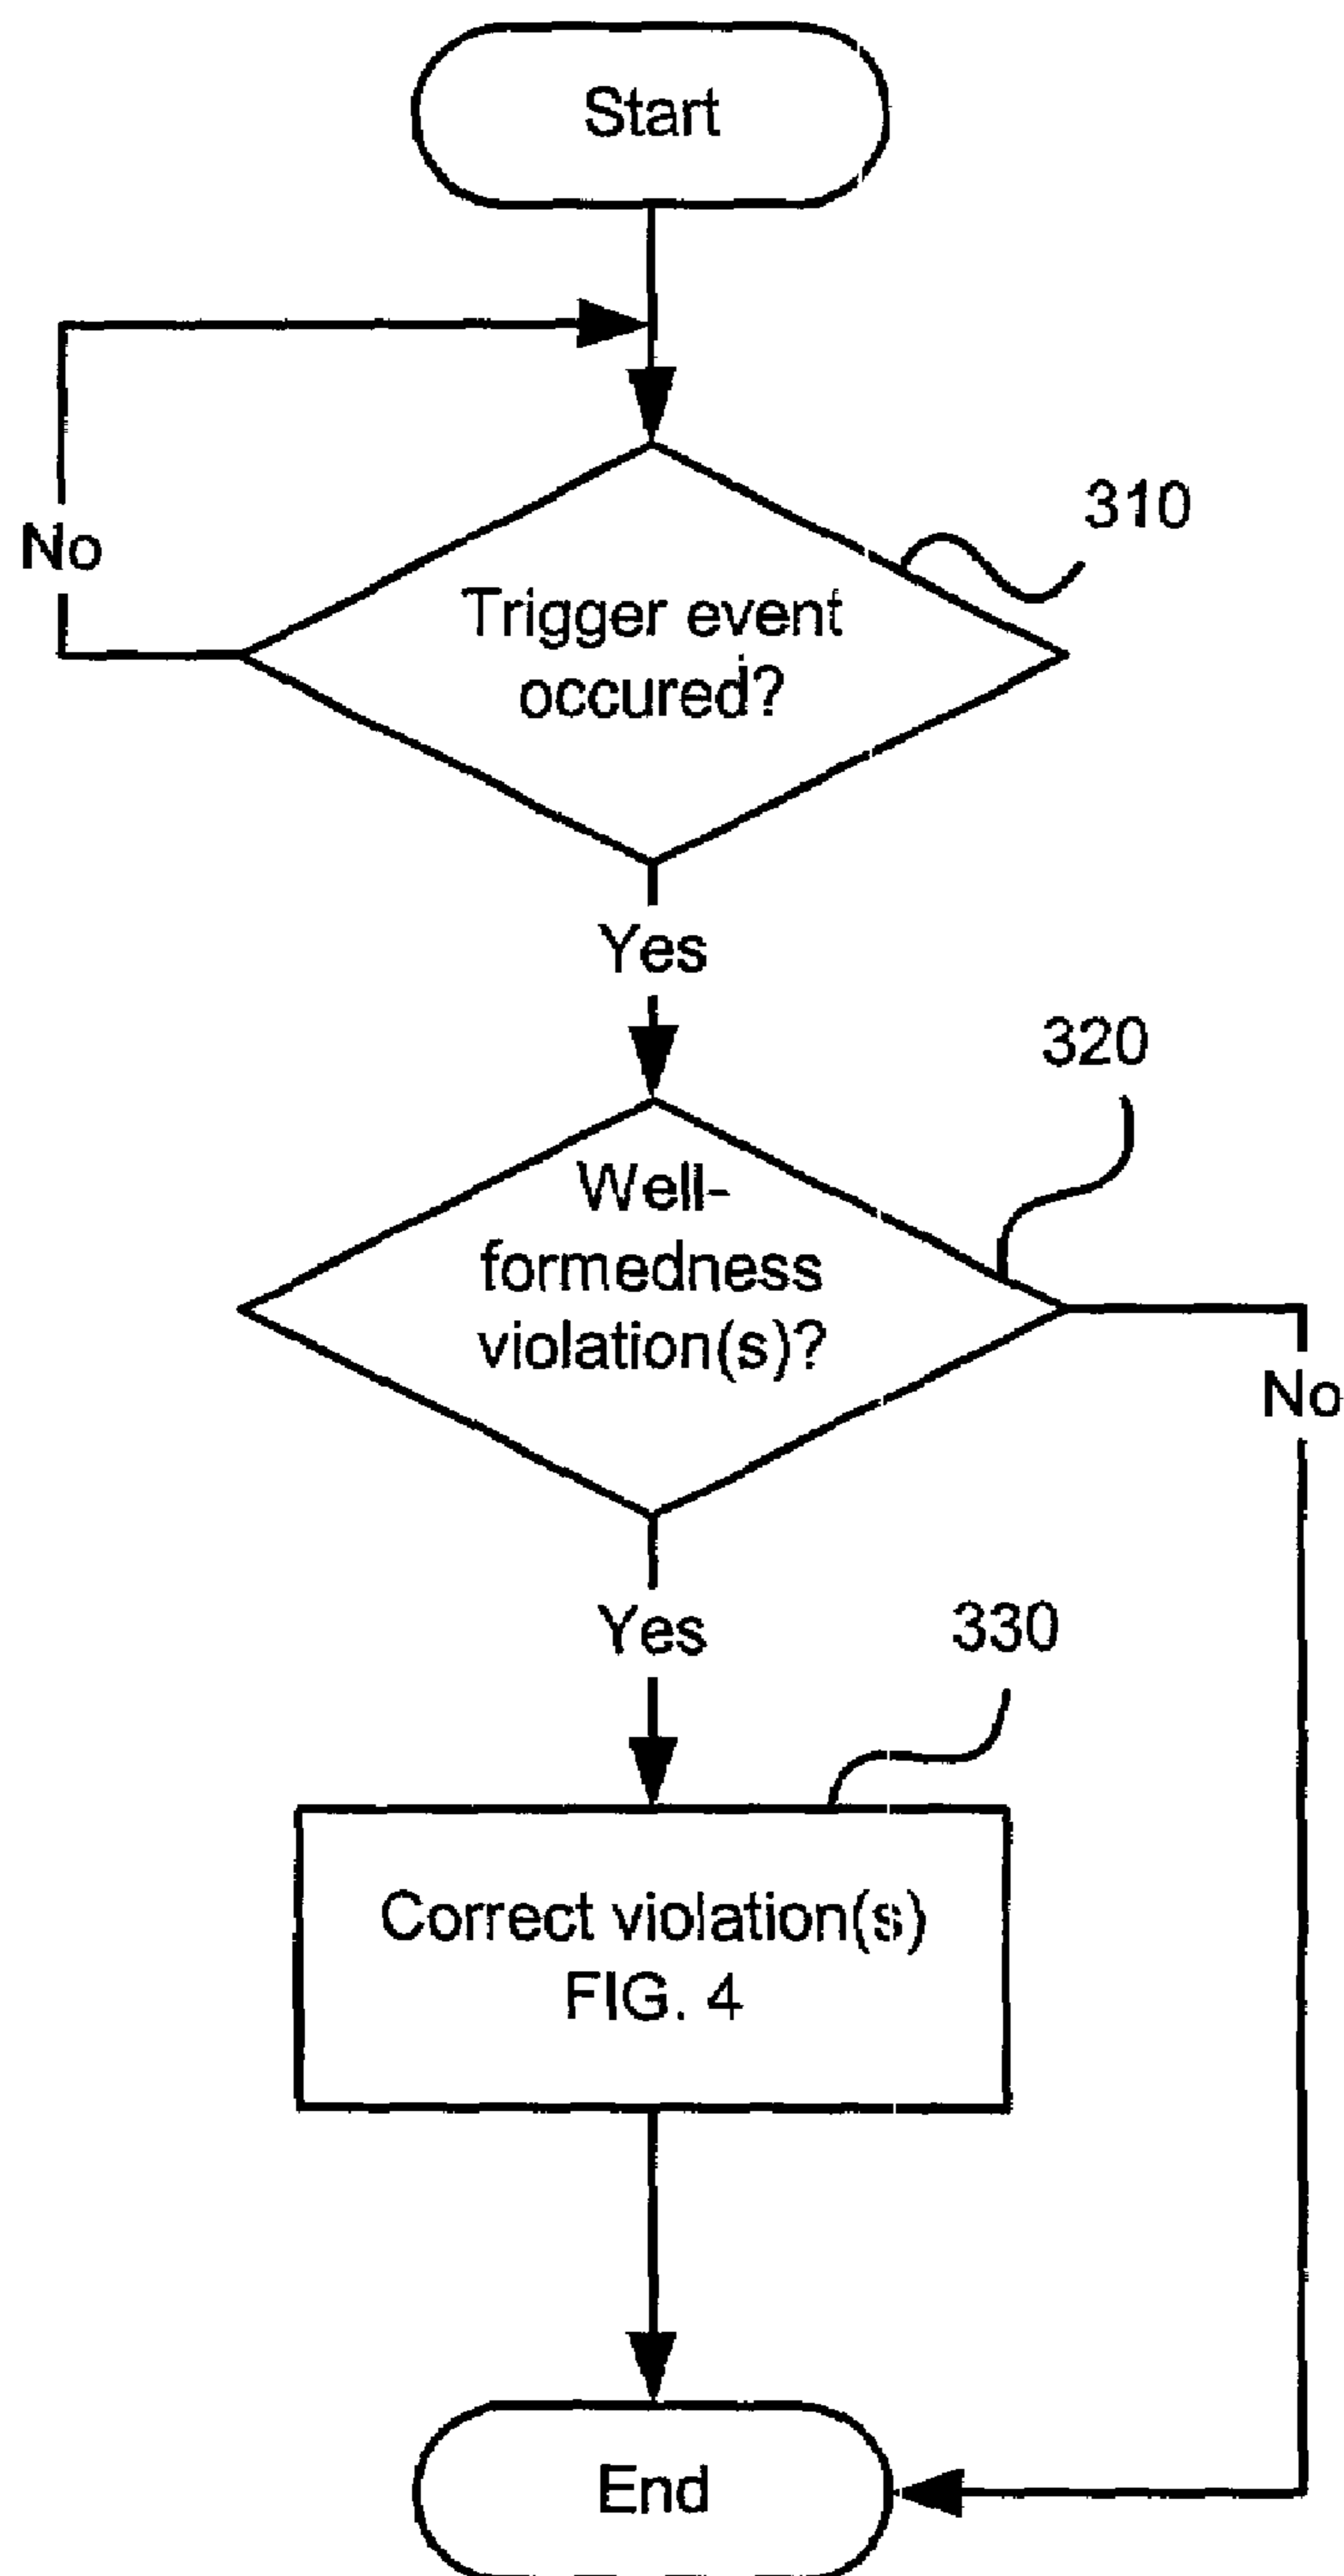 Start
310
No
Trigger event
occured?
Yes
320
Well-
formedness
violation(s)?
No
Yes
330
Correct violation(s)
FIG. 4
End